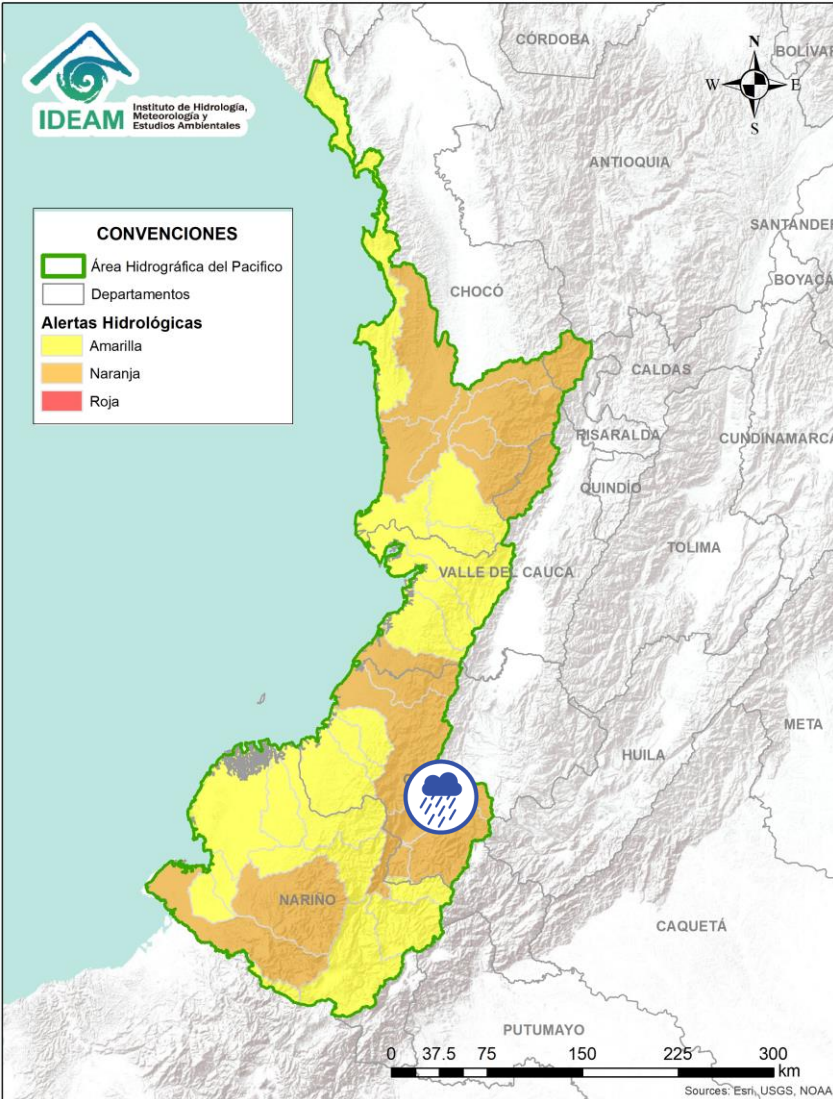 CÓRDOBA
BOLÍVAR
N
W
E
S
IDEAM
Instituto de Hidrología,
Meteorología y
Estudios Ambientales
ANTIOQUIA
SANTANDER
CONVENCIONES
Área Hidrográfica del Pacifico
Departamentos
Alertas Hidrológicas
Amarilla
Naranja
Roja
BOYACÁ
CHOCÓ
CALDAS
RISARALDA
CUNDINAMARCA
QUINDÍO
TOLIMA
VALLE DEL CAUCA
META
HUILA
NARIÑO
CAQUETÁ
PUTUMAYO
0 37.5 75 150 225 300
km
Sources: Esri, USGS, NOAA